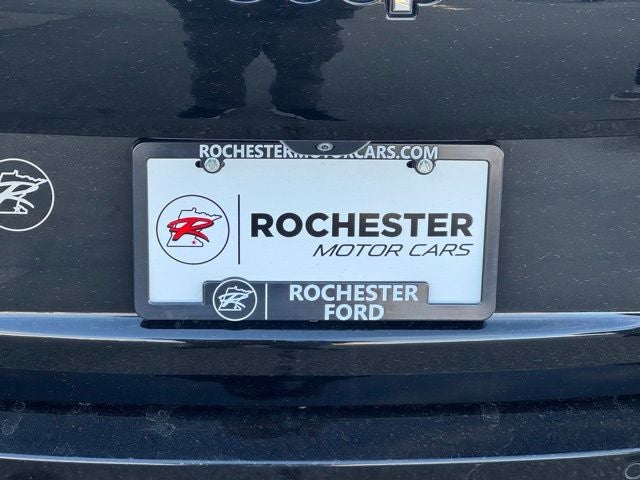 ROCHESTERMOTORCARS.COM
R
R
ROCHESTER
MOTOR CARS
R
ROCHESTER
FORD